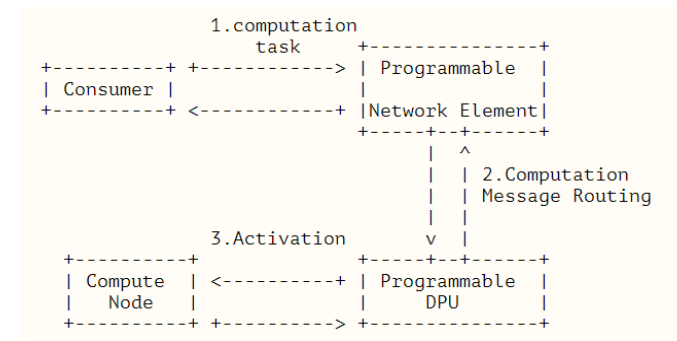 1.computation
task
Consumer
Programmable
Network Element
2.Computation
Message Routing
3.Activation
Compute
Node
Programmable
DPU